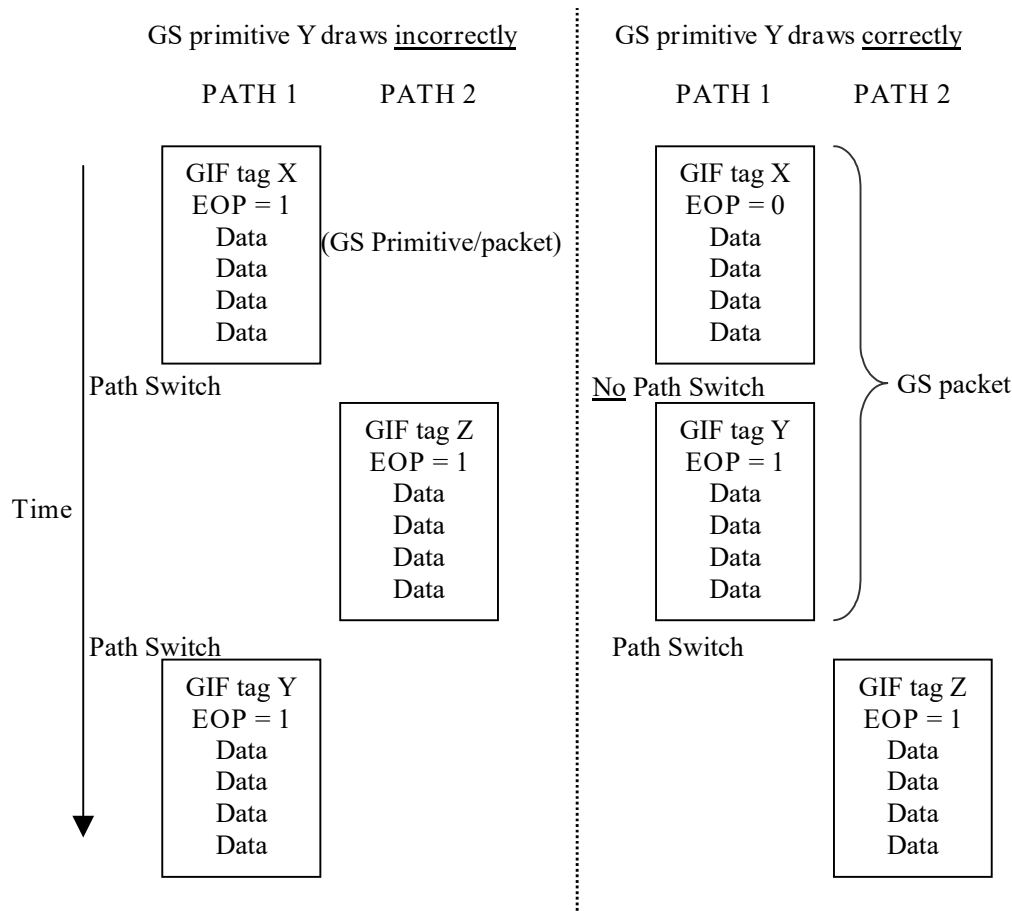 GS primitive Y draws incorrectly
PATH 1 PATH 2
GIF tag X
EOP = 1
Data
(GS Primitive/packet)
Data
Data
Data
Path Switch
GIF tag Z
EOP = 1
Data
Data
Data
Data
Time
Path Switch
GIF tag Y
EOP = 1
Data
Data
Data
Data
GS primitive Y draws correctly
PATH 1 PATH 2
GIF tag X
EOP = 0
Data
Data
Data
Data
No Path Switch
GS packet
GIF tag Y
EOP = 1
Data
Data
Data
Data
Path Switch
GIF tag Z
EOP = 1
Data
Data
Data
Data